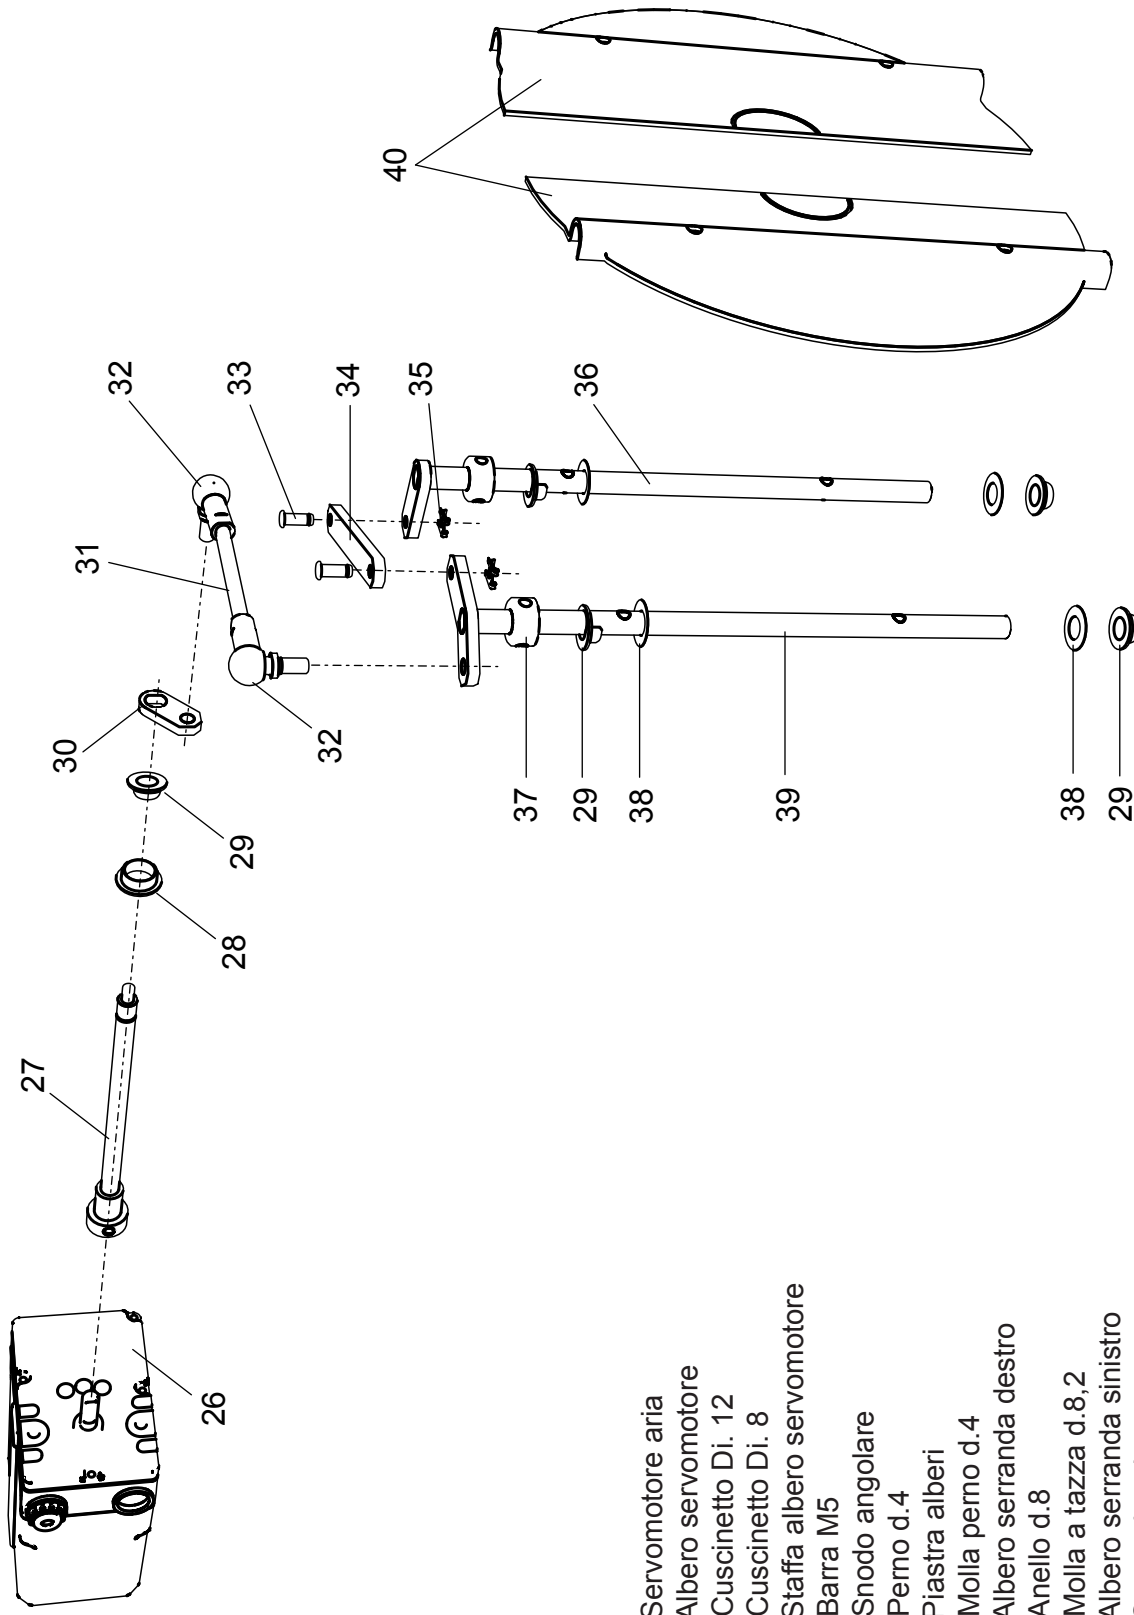 26
27
28
29
30
31
32
32
33
34
35
36
37
29
38
39
38
29
40
Servomotore aria
Albero servomotore
Cuscinetto Di. 12
Cuscinetto Di. 8
Staffa albero servomotore
Barra M5
Snodo angolare
Perno d.4
Piastra alberi
Molla perno d.4
Albero serranda destro
Anello d.8
Molla a tazza d.8,2
Albero serranda sinistro